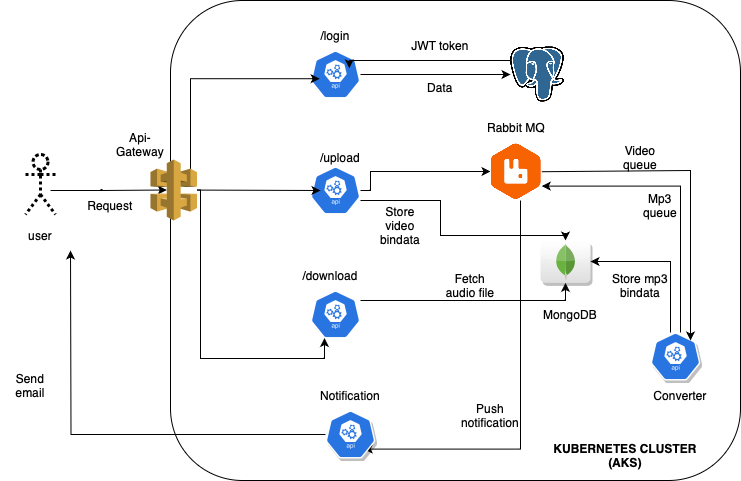 /login
JWT token
api
Data
Api-
Gateway
Rabbit MQ
/upload
Video
queue
api
Mp3
queue
user
Request
Store
video
bindata
/download
Fetch
audio file
Store mp3
bindata
api
MongoDB
api
Send
email
Notification
Converter
Push
notification
api
KUBERNETES CLUSTER
(AKS)